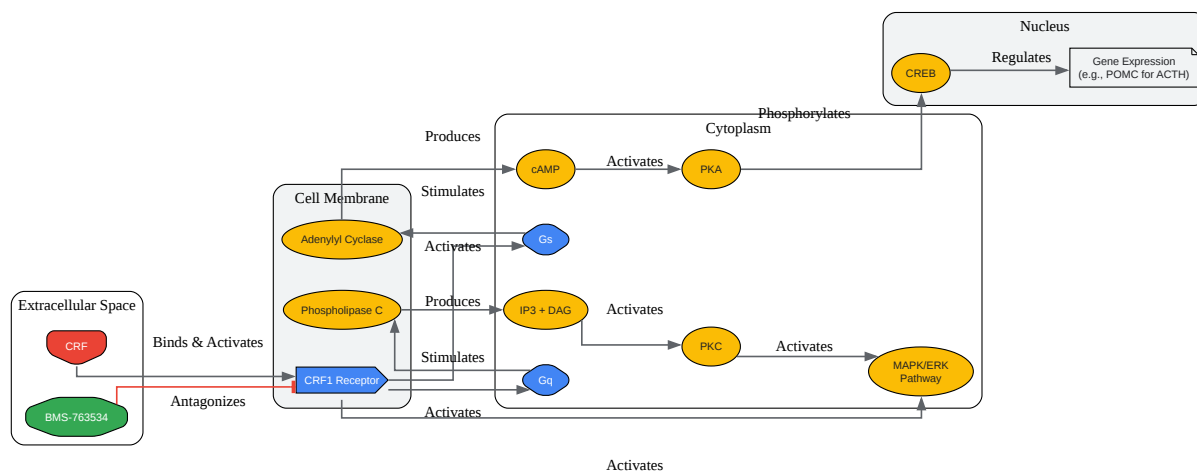 Nucleus
CREB
Regulates
Gene Expression
(e.g., POMC for ACTH)
Phosphorylates
Cytoplasm
Produces
cAMP
Activates
PKA
Stimulates
Cell Membrane
Adenylyl Cyclase
Activates
Gs
Extracellular Space
Phospholipase C
Produces
IP3 + DAG
Activates
CRF
Binds & Activates
PKC
Activates
Stimulates
MAPK/ERK
Pathway
CRF1 Receptor
Gq
Antagonizes
BMS-763534
Activates
Activates